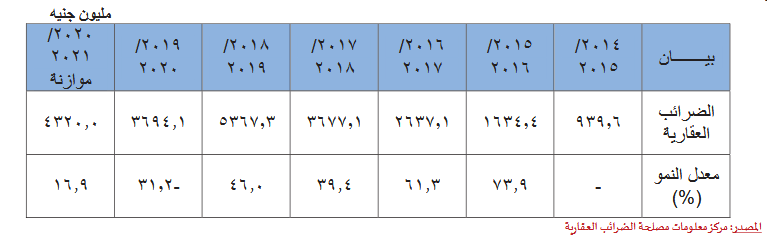 مليون جنيه
بيـــــــان ٢٠١٤/ ٢٠١٥ ٢٠١٥/ ٢٠١٦ ٢٠١٦/ ٢٠١٧ ٢٠١٧/ ٢٠١٨ ٢٠١٨/ ٢٠١٩ ٢٠١٩/ ٢٠٢٠ ٢٠٢٠/ ٢٠٢١ موازنة
الضرائب العقارية ٩٣٩,٦ ١٦٣٤,٤ ٢٦٣٧,١ ٣٦٧٧,١ ٥٣٦٧,٣ ٣٦٩٤,١ ٤٣٢٠,٠
معدل النمو (%) - ٧٣,٩ ٦١,٣ ٣٩,٤ ٤٦,٠ ٣١,٢- ١٦,٩
المصدر: مركز معلومات مصلحة الضرائب العقارية